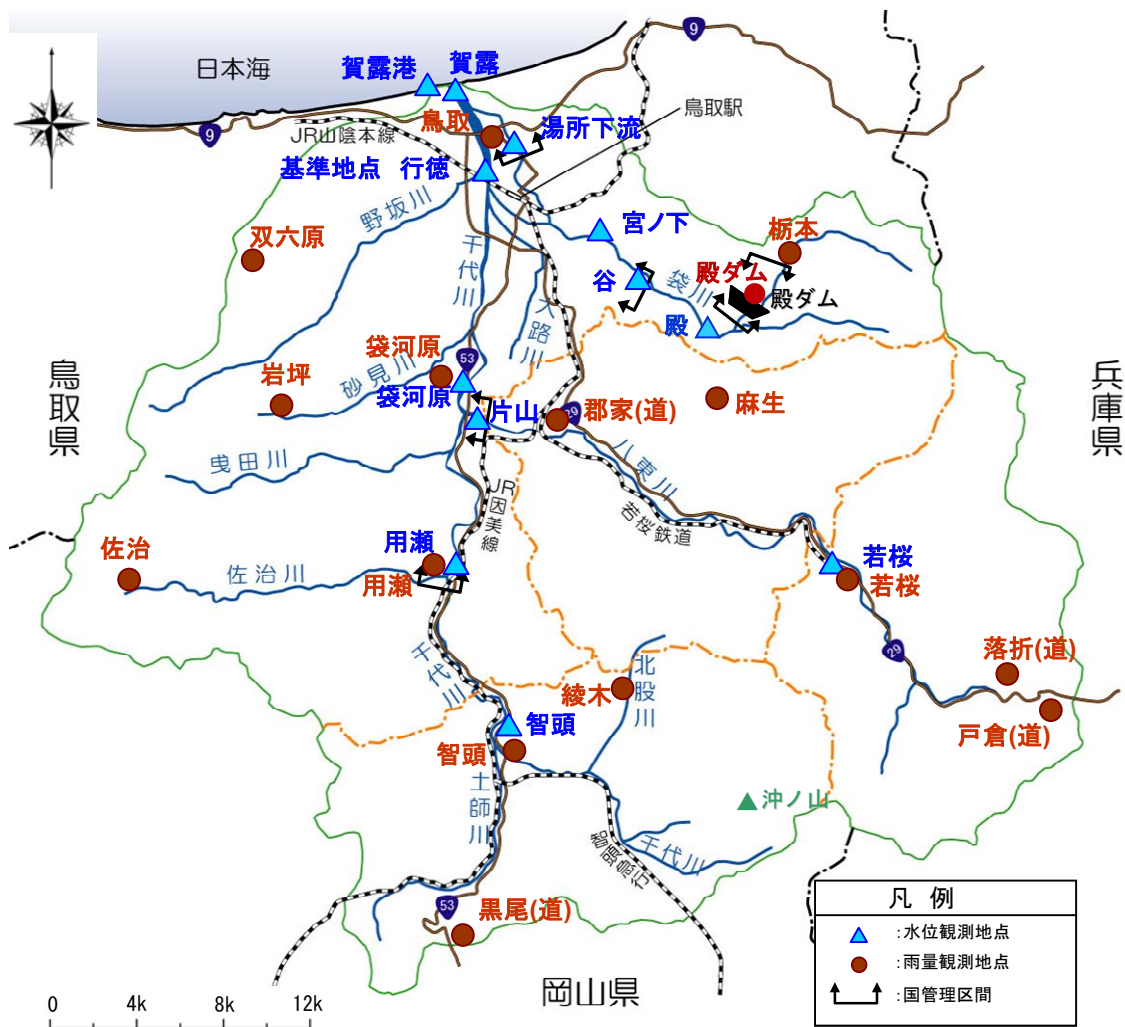 9
日本海
賀露港
賀露
鳥取駅
9
JR山陰本線
鳥取
湯所下流
基準地点 行徳
野坂川
双六原
千代川
宮ノ下
栃本
谷
袋川
殿ダム
殿ダム
殿
大路川
鳥取県
兵庫県
袋河原
53
砂見川
岩坪
袋河原
片山
郡家(道)
29
麻生
八東川
曳田川
JR因美線
若桜鉄道
佐治
用瀬
佐治川
用瀬
若桜
若桜
千代川
北股川
29
落折(道)
綾木
戸倉(道)
智頭
智頭
土師川
沖ノ山
智頭急行
千代川
53
黒尾(道)
岡山県
凡 例
:水位観測地点
:雨量観測地点
:国管理区間
0 4k 8k 12k